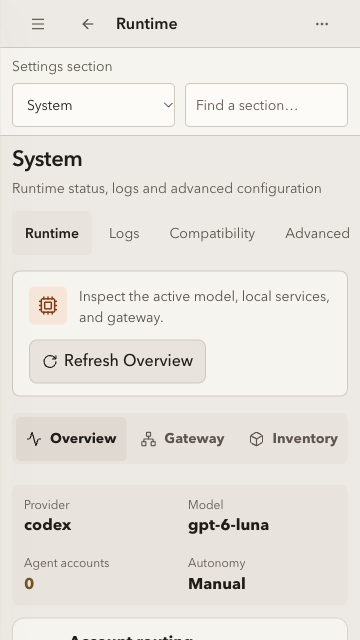 Runtime
Settings section
System
Find a section…
System
Runtime status, logs and advanced configuration
Runtime Logs Compatibility Advanced
Inspect the active model, local services,
and gateway.
Refresh Overview
Overview Gateway Inventory
Provider Model
codex gpt-6-luna
Agent accounts Autonomy
0 Manual
Account routing